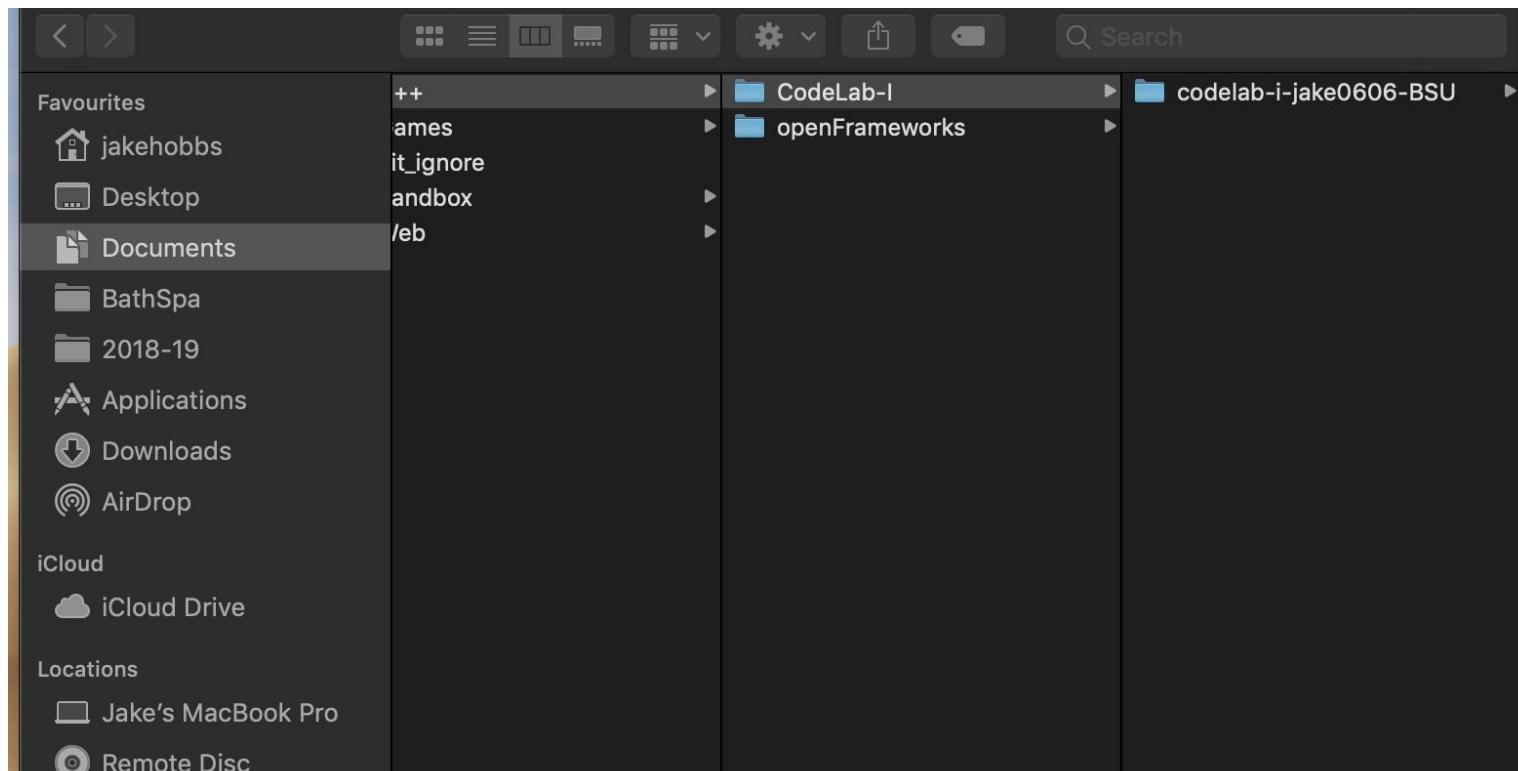 Search
Favourites
jakehobbs
Desktop
Documents
BathSpa
2018-19
Applications
Downloads
AirDrop
iCloud
iCloud Drive
Locations
Jake's MacBook Pro
Remote Disc
++
ames
it_ignore
andbox
Veb
CodeLab-I
openFrameworks
codelab-i-jake0606-BSU